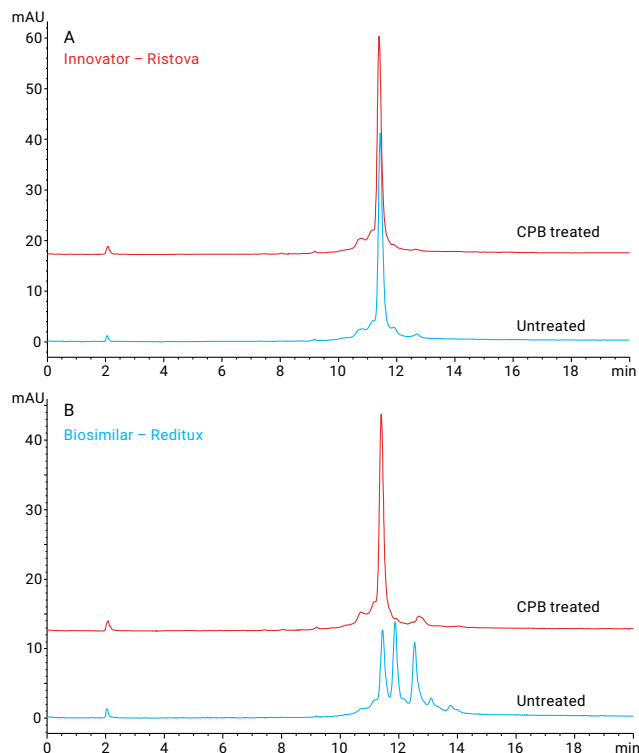 mAU
A
Innovator – Ristova
60
50
40
30
20
10
0
CPB treated
Untreated
0 2 4 6 8 10 12 14 16 18 min
mAU
B
Biosimilar – Reditux
40
30
20
10
0
CPB treated
Untreated
0 2 4 6 8 10 12 14 16 18 min